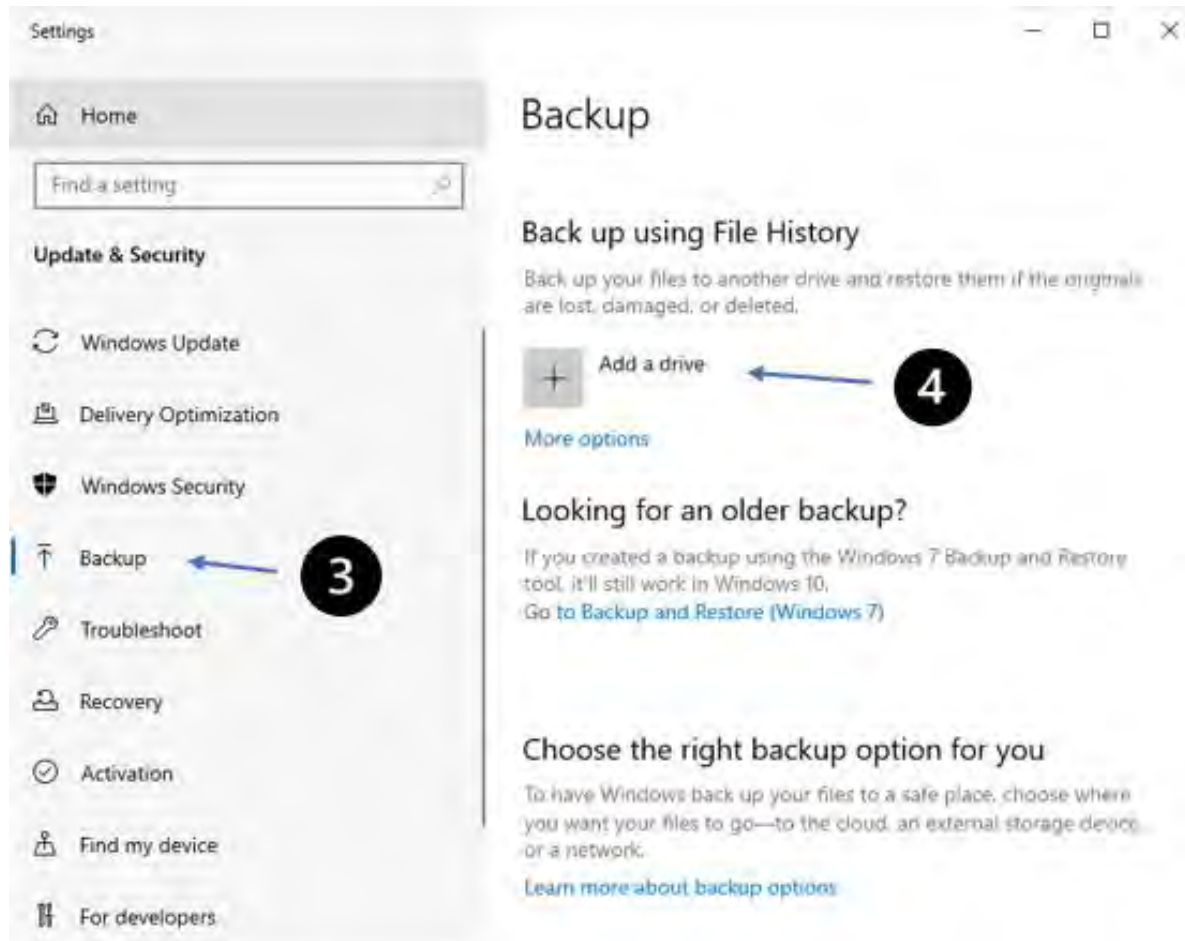 Settings
Home
Find a setting
Update & Security
Windows Update
Delivery Optimization
Windows Security
Backup
3
Troubleshoot
Recovery
Activation
Find my device
For developers
Backup
Back up using File History
Back up your files to another drive and restore them if the originals
are lost, damaged, or deleted.
Add a drive
4
More options
Looking for an older backup?
If you created a backup using the Windows 7 Backup and Restore
tool, it'll still work in Windows 10.
Go to Backup and Restore (Windows 7)
Choose the right backup option for you
To have Windows back up your files to a safe place, choose where
you want your files to go—to the cloud, an external storage device
or a network.
Learn more about backup options